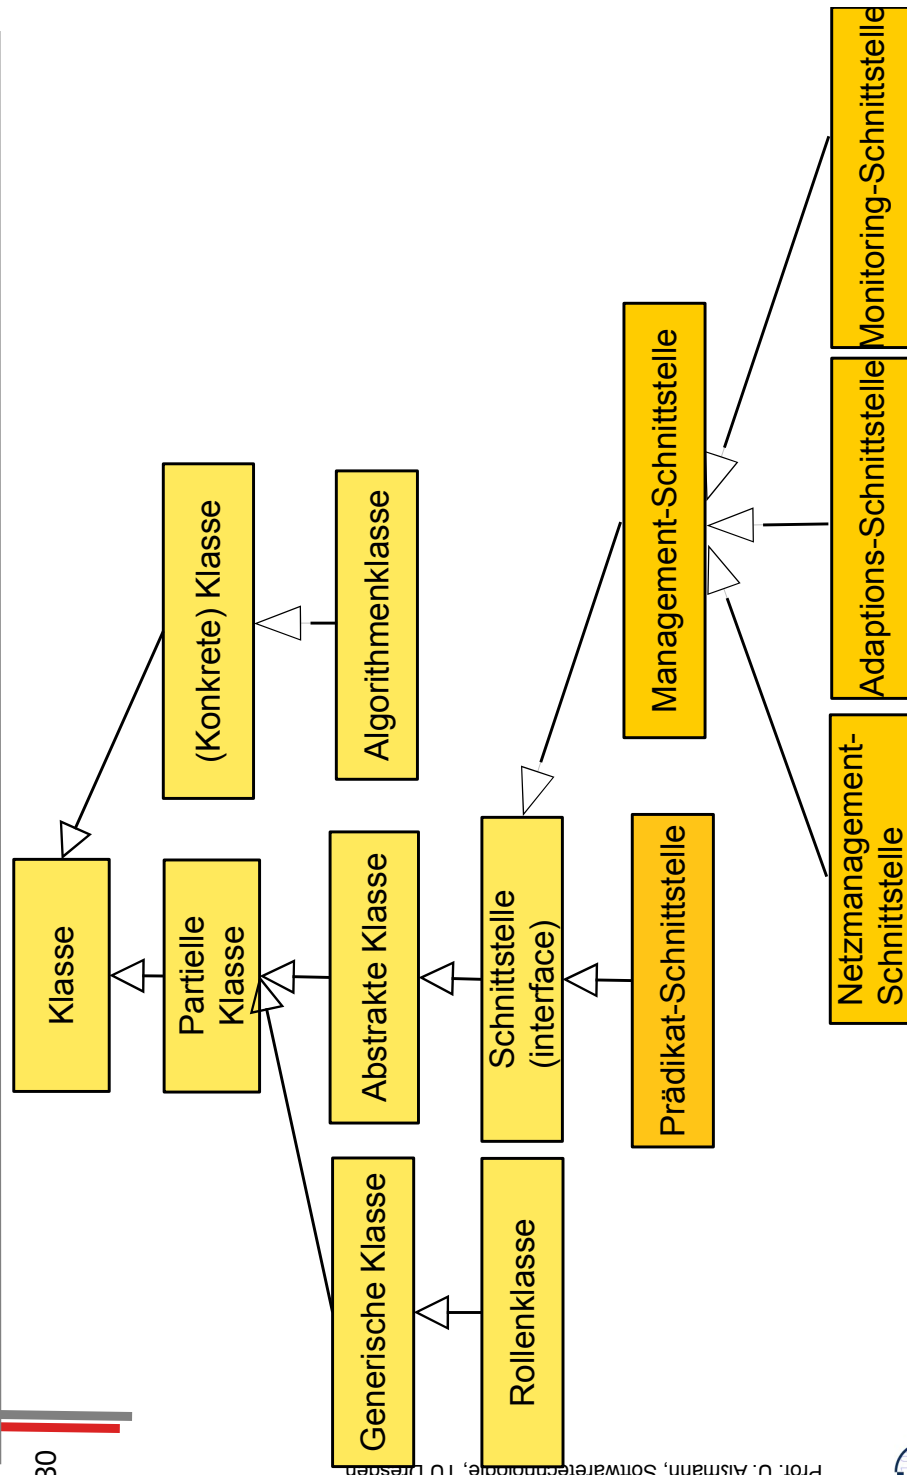 Klasse
Partielle
Klasse
(Konkrete) Klasse
Generische Klasse
Abstrakte Klasse
Algorithmenklasse
Rollenklasse
Schnittstelle
(interface)
Prädikat-Schnittstelle
Management-Schnittstelle
Netzmanagement-
Schnittstelle
Adaptions-Schnittstelle
Monitoring-Schnittstelle
Prof. U. Aßmann, Softwaretechnologie, TU Dresden